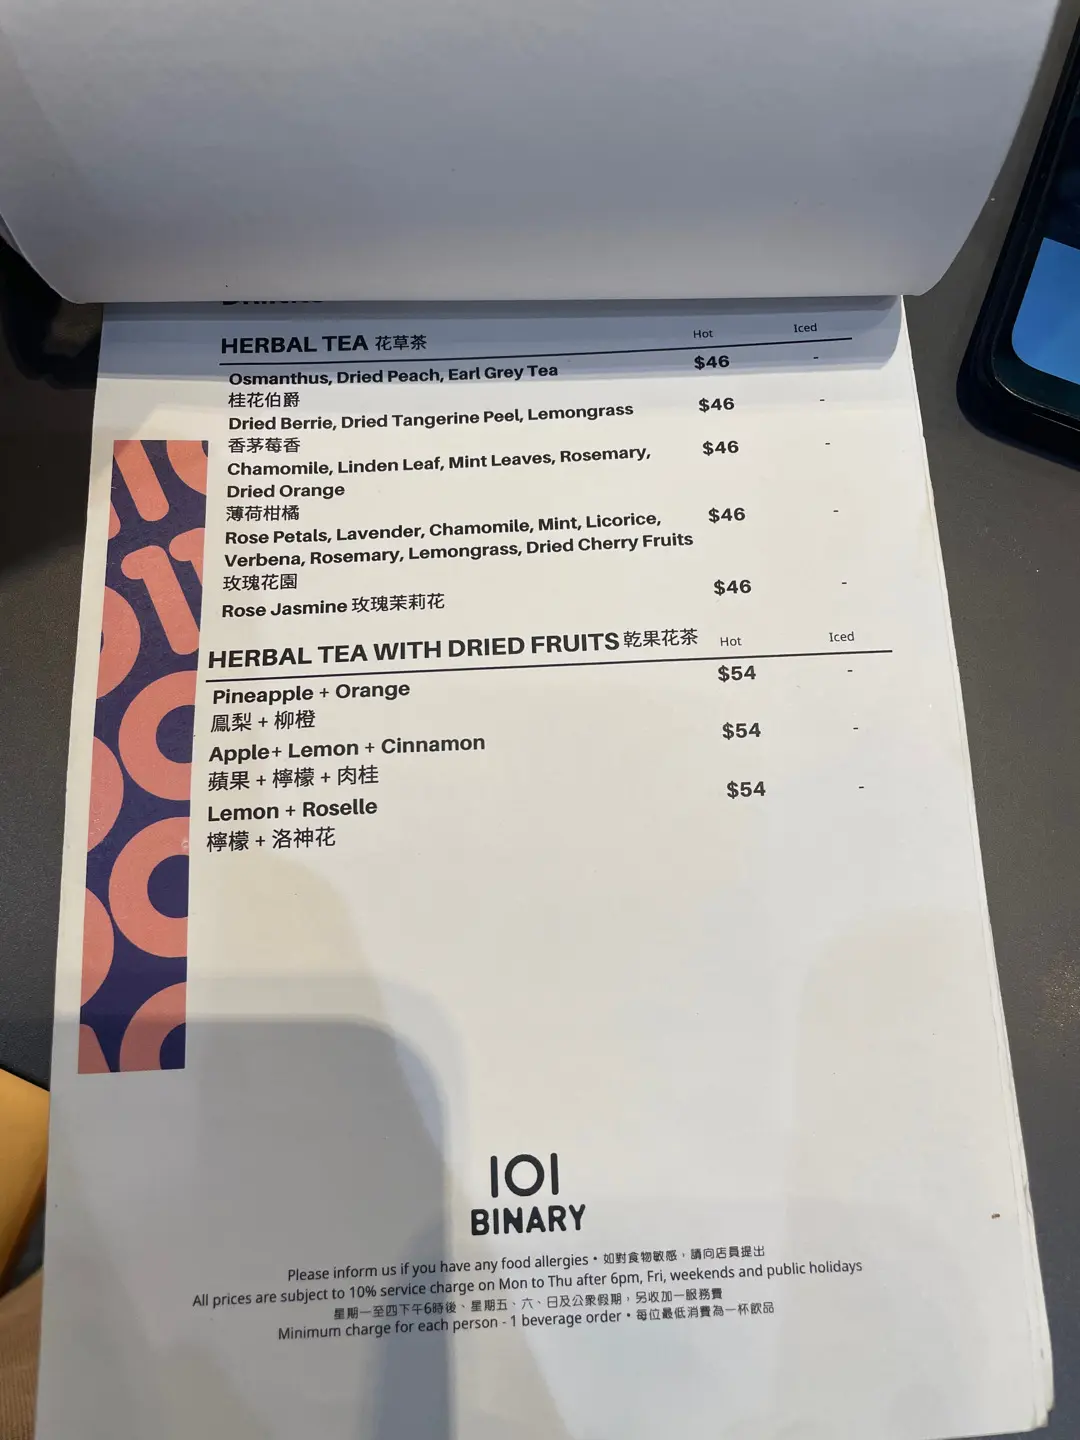 HERBAL TEA 花草茶 Hot Iced
Osmanthus, Dried Peach, Earl Grey Tea $46 -
桂花伯爵
Dried Berrie, Dried Tangerine Peel, Lemongrass $46 -
香茅莓香
Chamomile, Linden Leaf, Mint Leaves, Rosemary, $46 -
Dried Orange
薄荷柑橘
Rose Petals, Lavender, Chamomile, Mint, Licorice, $46 -
Verbena, Rosemary, Lemongrass, Dried Cherry Fruits
玫瑰花園
Rose Jasmine 玫瑰茉莉花 $46 -
HERBAL TEA WITH DRIED FRUITS 乾果花茶 Hot Iced
Pineapple + Orange $54 -
鳳梨 + 柳橙
Apple+ Lemon + Cinnamon $54 -
蘋果 + 檸檬 + 肉桂
Lemon + Roselle $54 -
檸檬 + 洛神花
101
BINARY
Please inform us if you have any food allergies • 如對食物敏感，請向店員提出
All prices are subject to 10% service charge on Mon to Thu after 6pm, Fri, weekends and public holidays
星期一至四下午6時後、星期五、六、日及公眾假期，另收加一服務費
Minimum charge for each person - 1 beverage order • 每位最低消費為一杯飲品